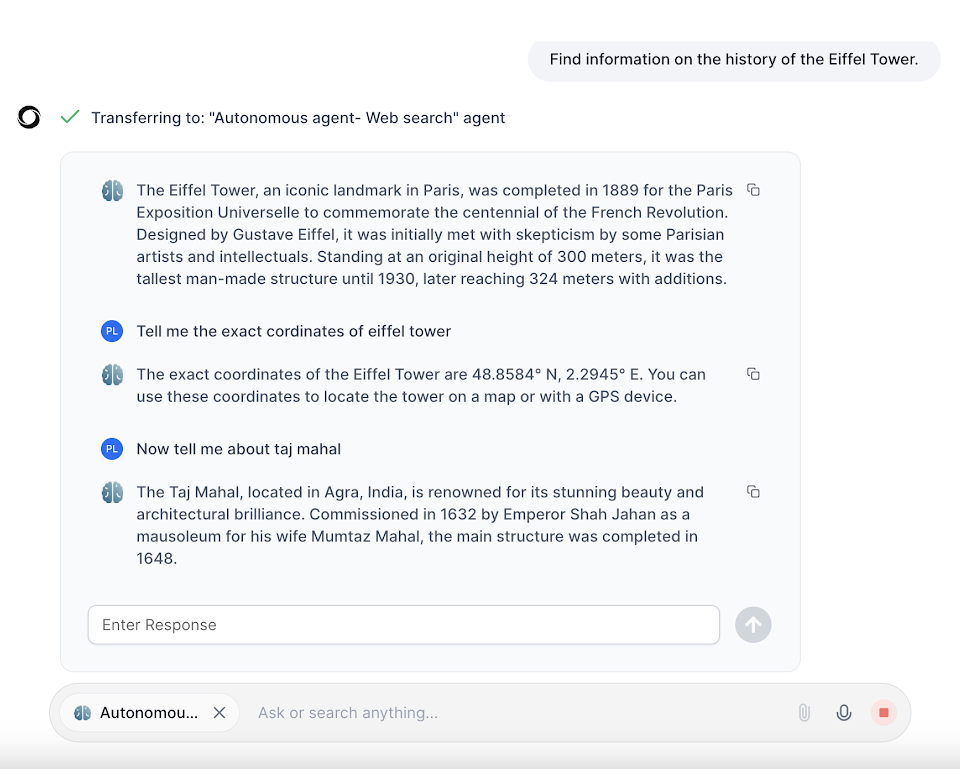 Find information on the history of the Eiffel Tower.
Transferring to: "Autonomous agent- Web search" agent
The Eiffel Tower, an iconic landmark in Paris, was completed in 1889 for the Paris
Exposition Universelle to commemorate the centennial of the French Revolution.
Designed by Gustave Eiffel, it was initially met with skepticism by some Parisian
artists and intellectuals. Standing at an original height of 300 meters, it was the
tallest man-made structure until 1930, later reaching 324 meters with additions.
PL Tell me the exact cordinates of eiffel tower
The exact coordinates of the Eiffel Tower are 48.8584° N, 2.2945° E. You can
use these coordinates to locate the tower on a map or with a GPS device.
PL Now tell me about taj mahal
The Taj Mahal, located in Agra, India, is renowned for its stunning beauty and
architectural brilliance. Commissioned in 1632 by Emperor Shah Jahan as a
mausoleum for his wife Mumtaz Mahal, the main structure was completed in
1648.
Enter Response
Autonomou... Ask or search anything...